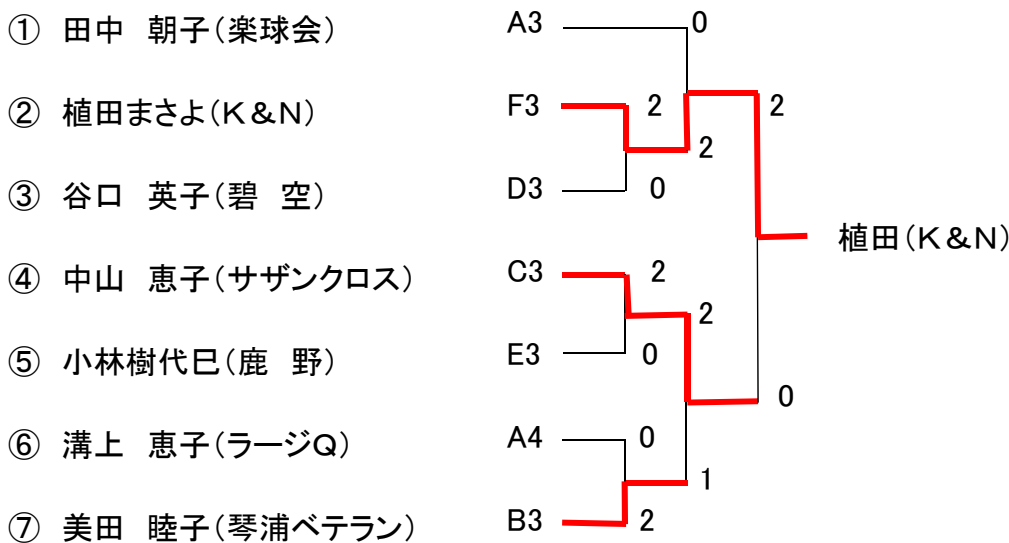 ① 田中　朝子（楽球会） A3 0
② 植田まさよ（K＆N） F3 2 2
2
③ 谷口　英子（碧　空） D3 0
植田（K＆N）
④ 中山　恵子（サザンクロス） C3 2
2
⑤ 小林樹代巳（鹿　野） E3 0
0
⑥ 溝上　恵子（ラージQ） A4 0
1
⑦ 美田　睦子（琴浦ベテラン） B3 2